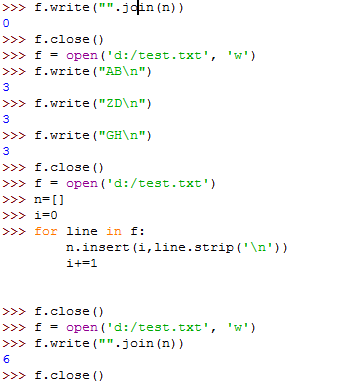 >>> f.write("".join(n))
0
>>> f.close()
>>> f = open('d:/test.txt', 'w')
>>> f.write("AB\n")
3
>>> f.write("ZD\n")
3
>>> f.write("GH\n")
3
>>> f.close()
>>> f = open('d:/test.txt')
>>> n=[]
>>> i=0
>>> for line in f:
        n.insert(i,line.strip('\n'))
        i+=1
>>> f.close()
>>> f = open('d:/test.txt', 'w')
>>> f.write("".join(n))
6
>>> f.close()